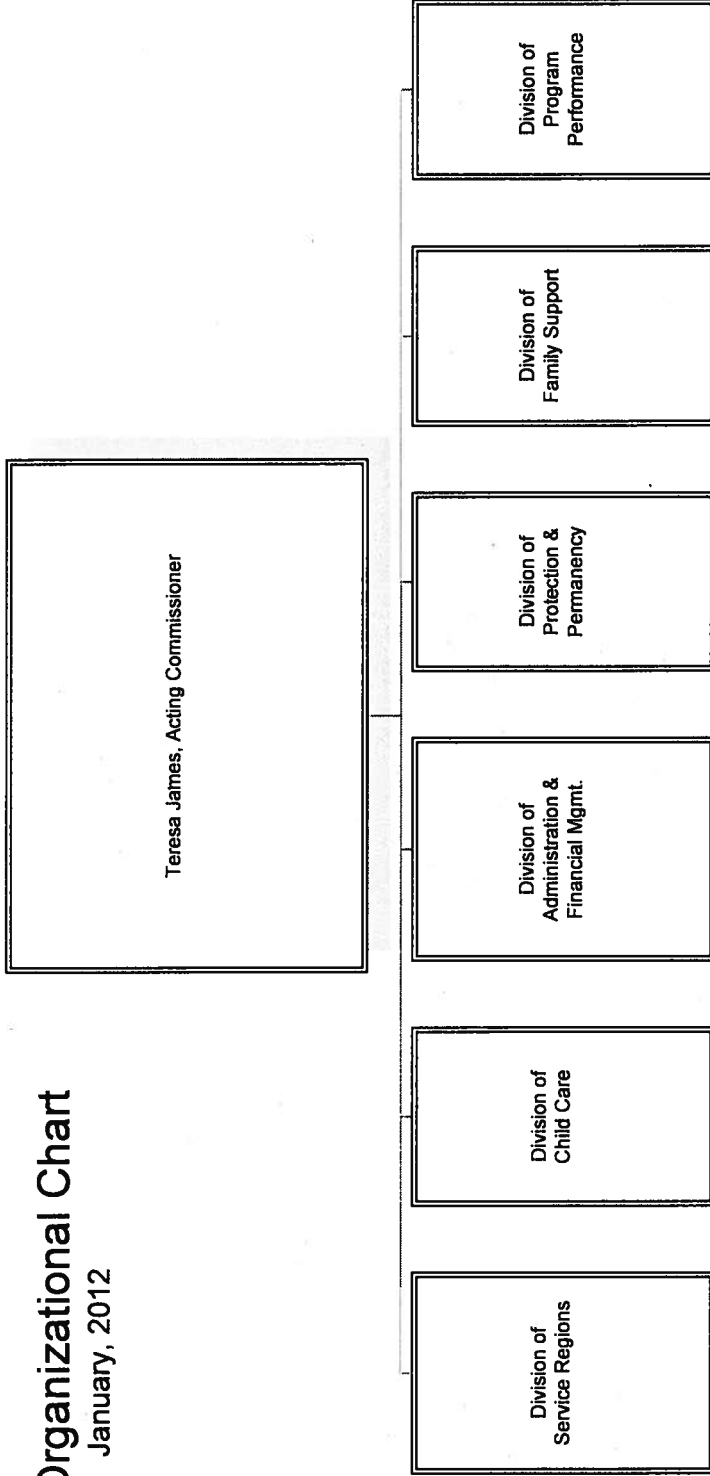 Organizational Chart
January, 2012
Teresa James, Acting Commissioner
Division of
Service Regions
Division of
Child Care
Division of
Administration &
Financial Mgmt.
Division of
Protection &
Permanency
Division of
Family Support
Division of
Program
Performance